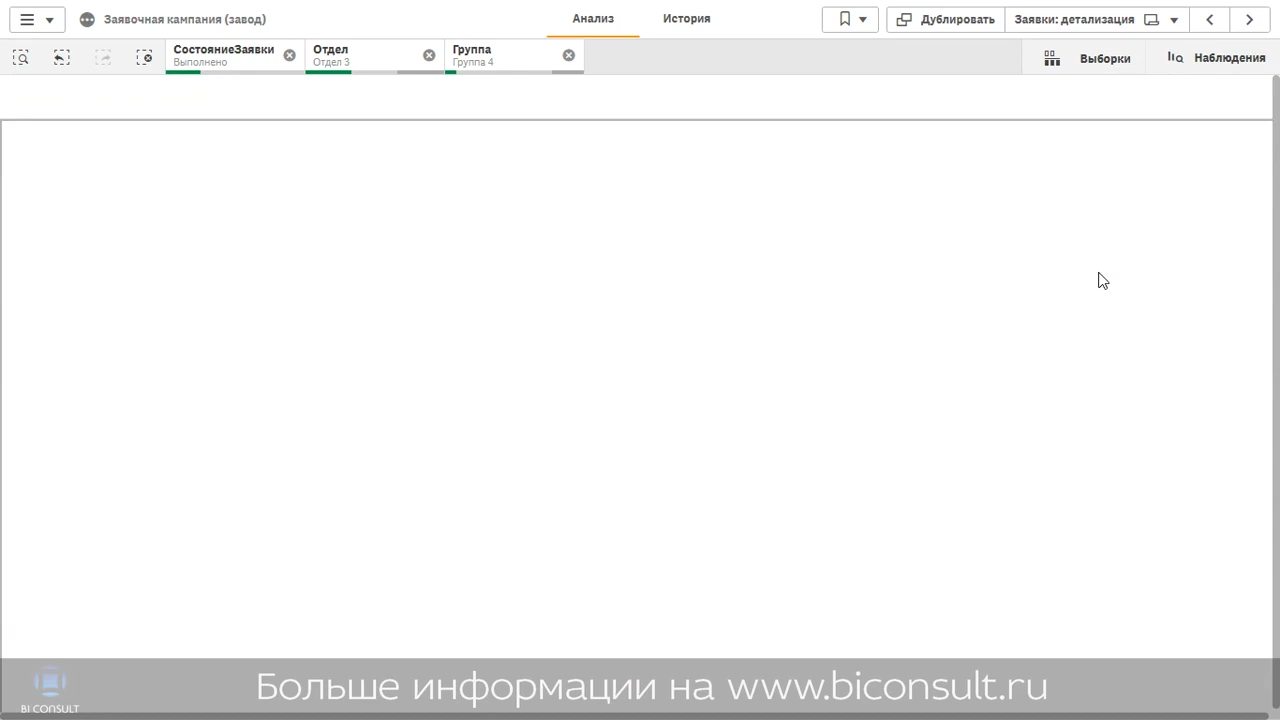 Заявочная кампания (завод)
Анализ
История
Дублировать
Заявки: детализация
СостояниеЗаявки
Выполнено
Отдел
Отдел 3
Группа
Группа 4
Выборки
Наблюдения
Больше информации на www.biconsult.ru
BI CONSULT